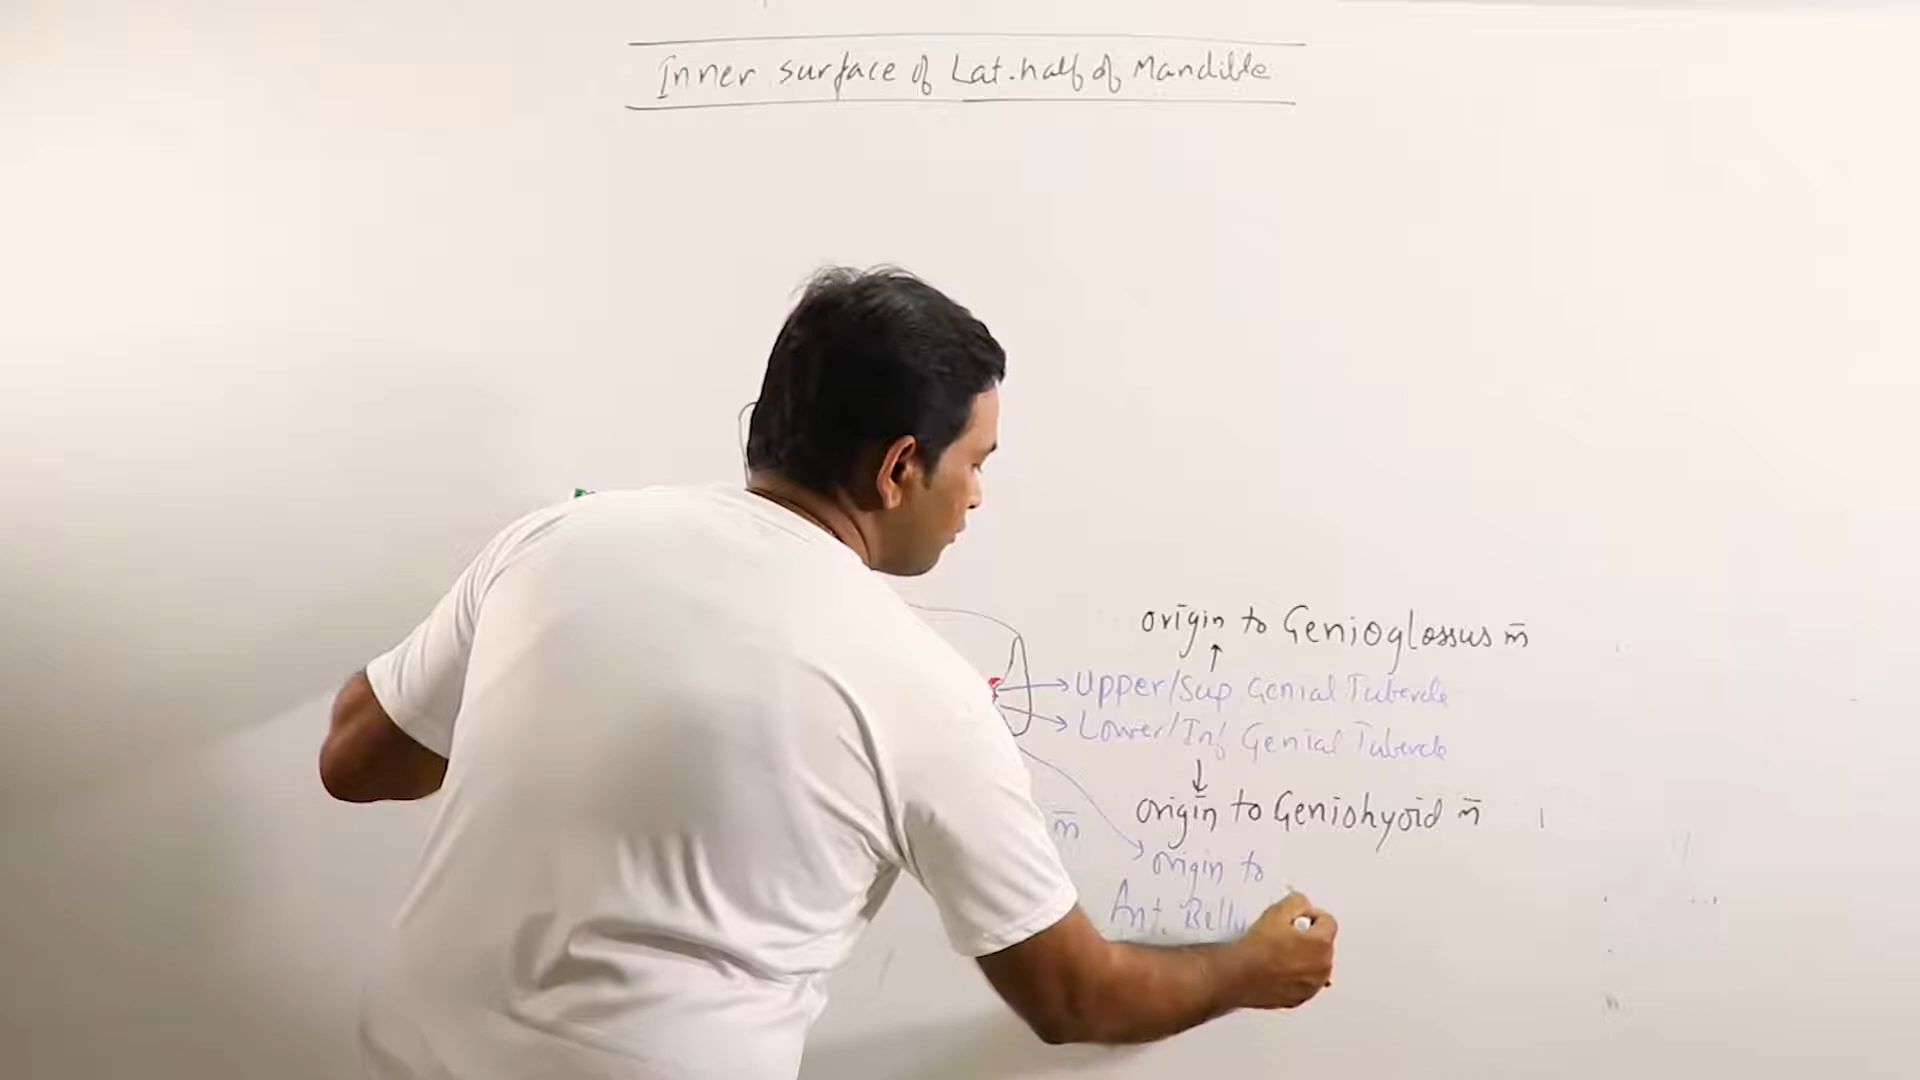 Inner surface of Lat. half of Mandible
origin to Genioglossus m̄
Upper/Sup Genial Tubercle
Lower/Inf Genial Tubercle
origin to Geniohyoid m̄
m̄
origin to
Ant. Belly